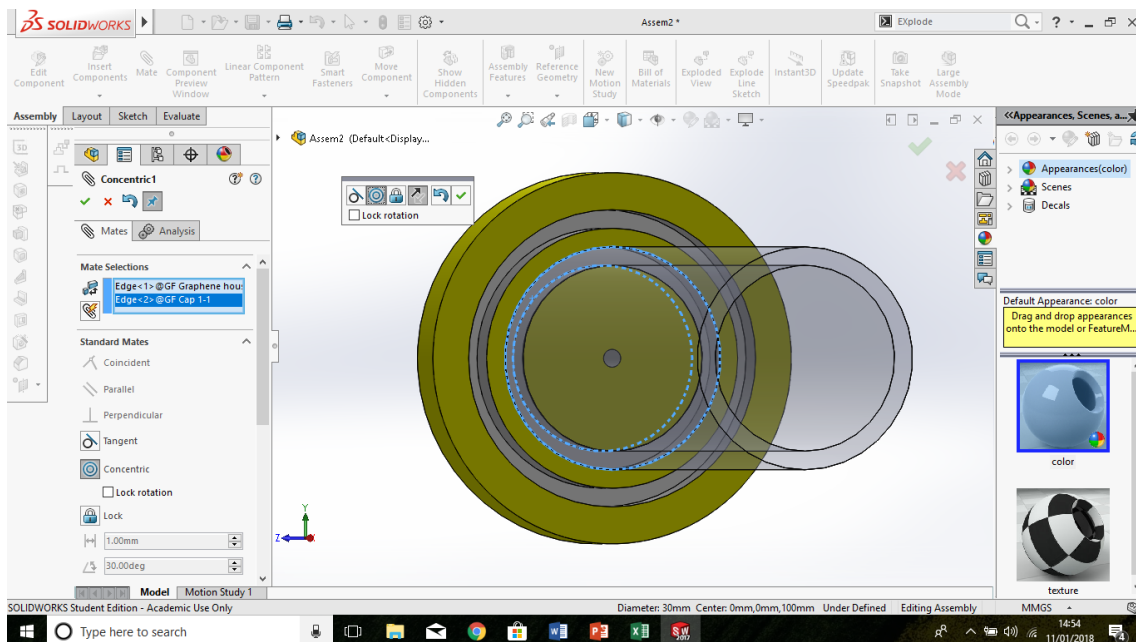 SOLIDWORKS
Assem2 *
EXplode
Edit Component
Insert Components
Mate
Component Preview Window
Linear Component Pattern
Smart Fasteners
Move Component
Show Hidden Components
Assembly Features
Reference Geometry
New Motion Study
Bill of Materials
Exploded View
Explode Line Sketch
Instant3D
Update Speedpak
Take Snapshot
Large Assembly Mode
Assembly Layout Sketch Evaluate
Assem2 (Default<Display...
<<Appearances, Scenes, a...
Appearances(color)
Scenes
Decals
Concentric1
Lock rotation
Mates Analysis
Mate Selections
Edge<1>@GF Graphene hou
Edge<2>@GF Cap 1-1
Standard Mates
Coincident
Parallel
Perpendicular
Tangent
Concentric
Lock rotation
Lock
1.00mm
30.00deg
Y
Z
X
Default Appearance: color
Drag and drop appearances
onto the model or FeatureM...
color
texture
Model Motion Study 1
SOLIDWORKS Student Edition - Academic Use Only
Diameter: 30mm Center: 0mm,0mm,100mm Under Defined Editing Assembly MMGS
Type here to search
14:54
11/01/2018